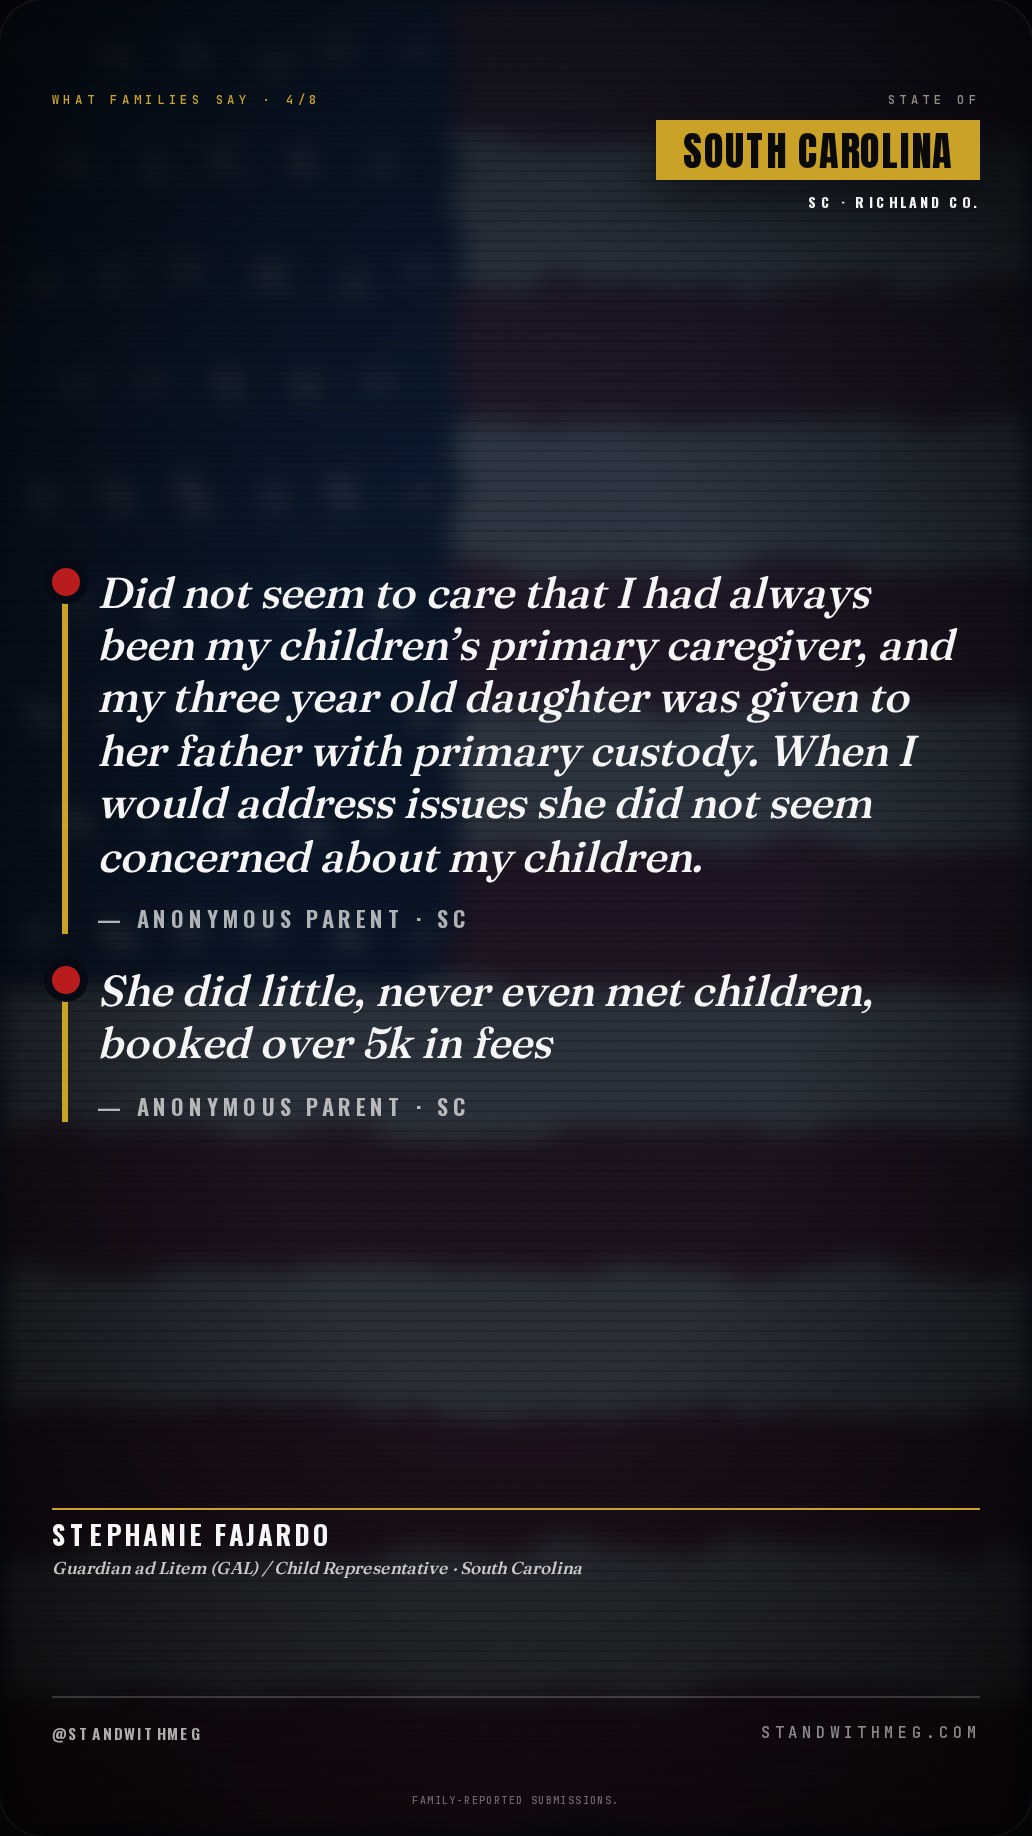 WHAT FAMILIES SAY · 4/8
STATE OF
SOUTH CAROLINA
SC · RICHLAND CO.
Did not seem to care that I had always
been my children’s primary caregiver, and
my three year old daughter was given to
her father with primary custody. When I
would address issues she did not seem
concerned about my children.
— ANONYMOUS PARENT · SC
She did little, never even met children,
booked over 5k in fees
— ANONYMOUS PARENT · SC
STEPHANIE FAJARDO
Guardian ad Litem (GAL) / Child Representative · South Carolina
@STANDWITHMEG
STANDWITHMEG.COM
FAMILY-REPORTED SUBMISSIONS.